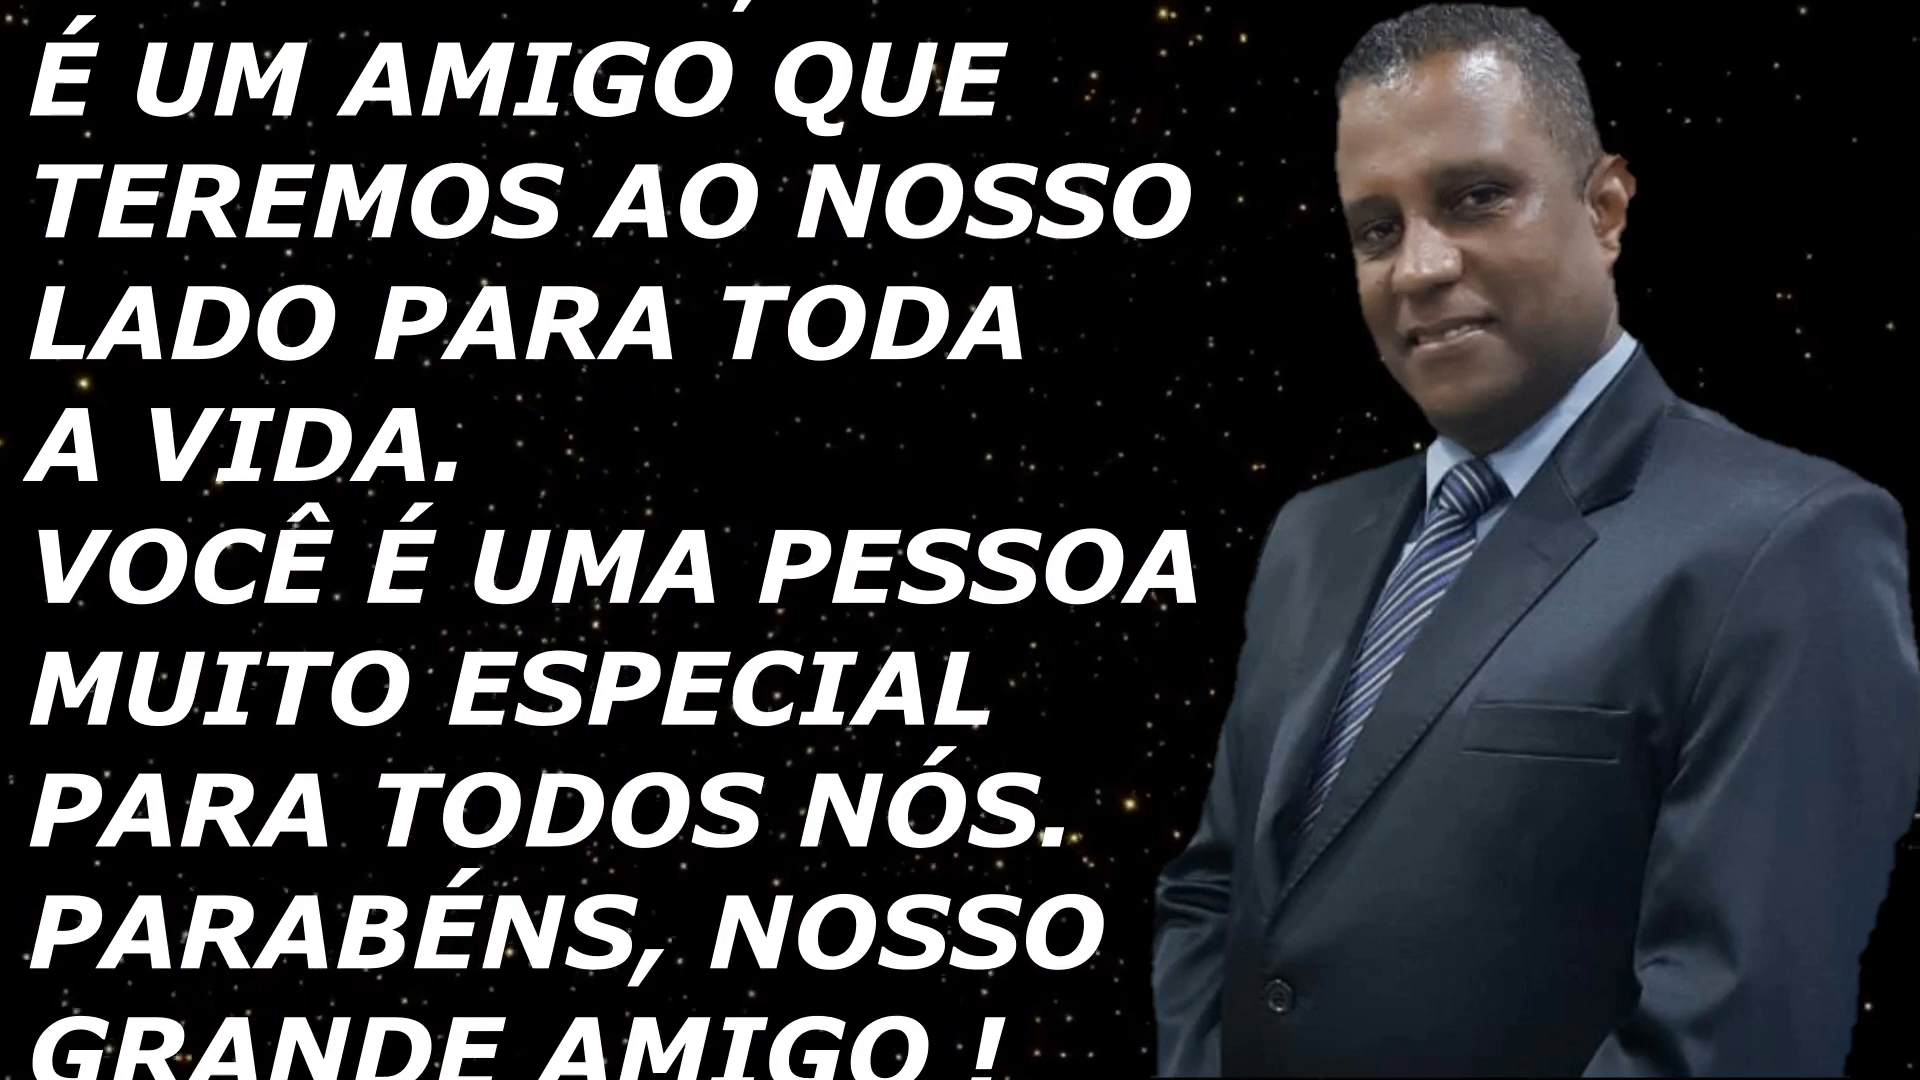 É UM AMIGO QUE
TEREMOS AO NOSSO
LADO PARA TODA
A VIDA.
VOCÊ É UMA PESSOA
MUITO ESPECIAL
PARA TODOS NÓS.
PARABÉNS, NOSSO
GRANDE AMIGO !